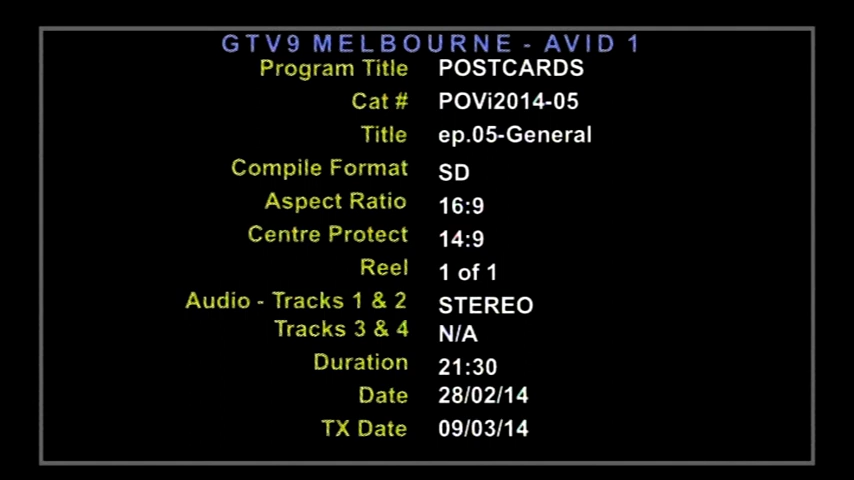 GTV9 MELBOURNE - AVID 1
Program Title POSTCARDS
Cat # POVi2014-05
Title ep.05-General
Compile Format SD
Aspect Ratio 16:9
Centre Protect 14:9
Reel 1 of 1
Audio - Tracks 1 & 2 STEREO
Tracks 3 & 4 N/A
Duration 21:30
Date 28/02/14
TX Date 09/03/14